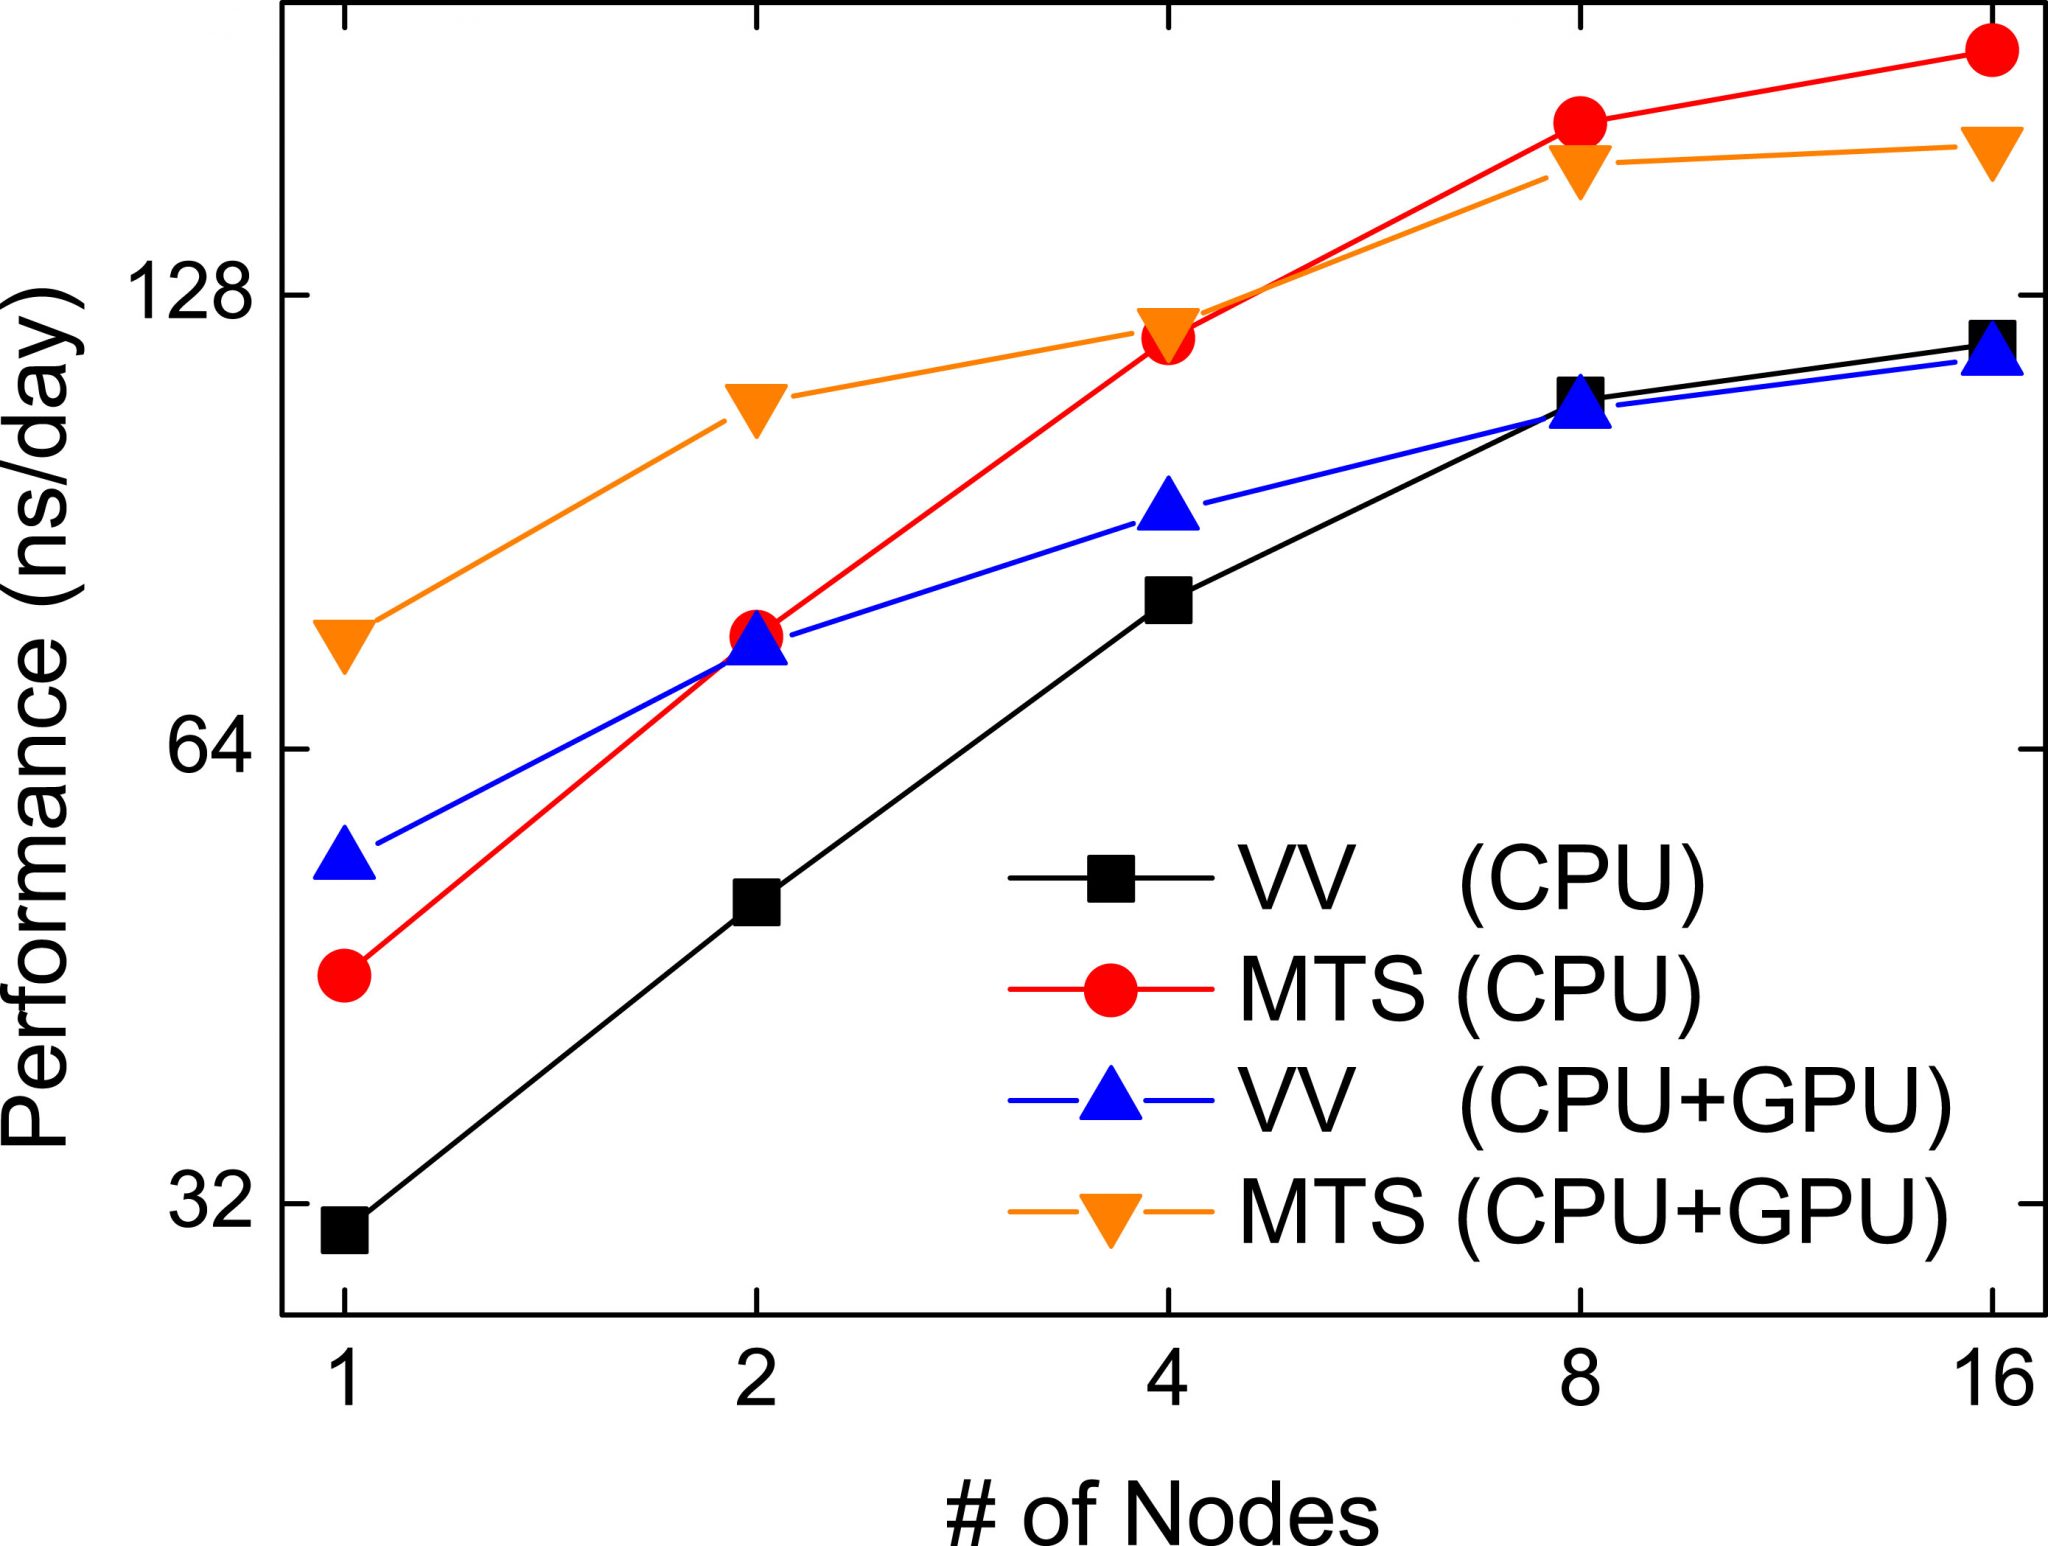 Performance (ns/day)
128
64
32
VV (CPU)
MTS (CPU)
VV (CPU+GPU)
MTS (CPU+GPU)
1 2 4 8 16
# of Nodes